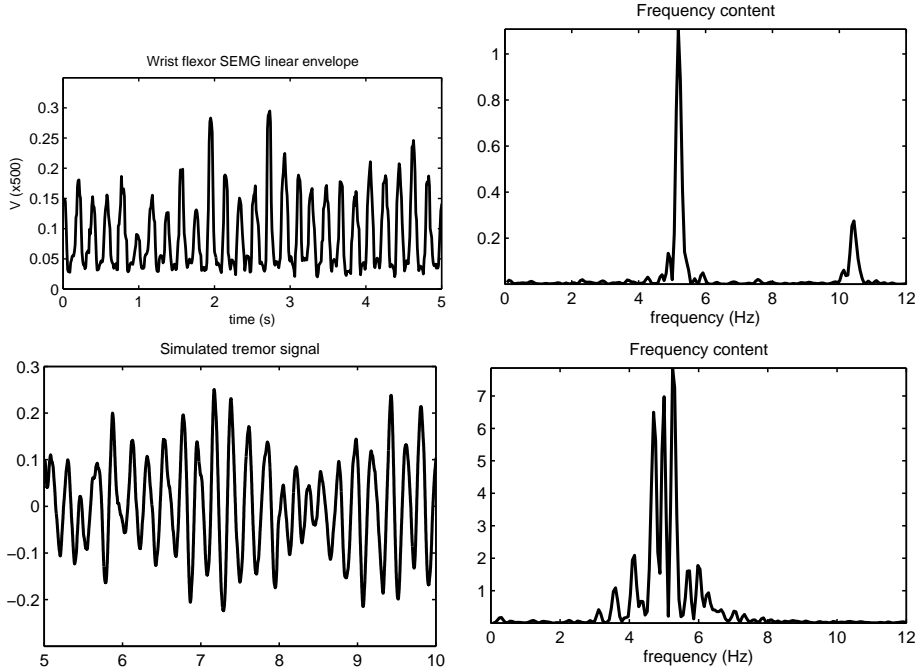 Wrist flexor SEMG linear envelope
V (x500)
0.3
0.25
0.2
0.15
0.1
0.05
0
0 1 2 3 4 5
time (s)
Frequency content
1
0.8
0.6
0.4
0.2
0 2 4 6 8 10 12
frequency (Hz)
Simulated tremor signal
0.3
0.2
0.1
0
−0.1
−0.2
5 6 7 8 9 10
Frequency content
7
6
5
4
3
2
1
0 2 4 6 8 10 12
frequency (Hz)